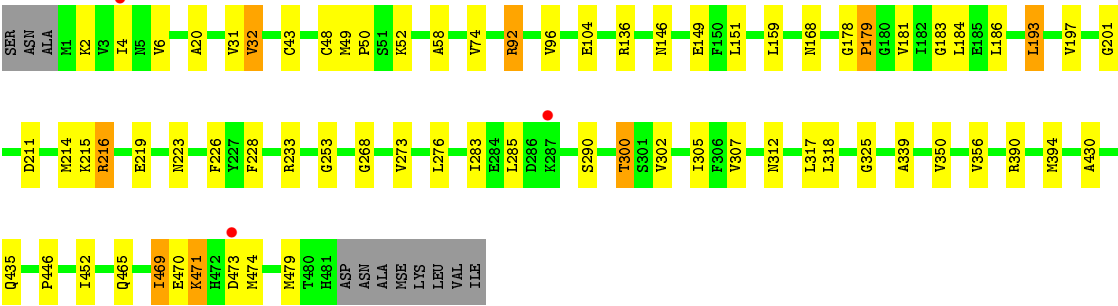 SER ASN ALA M1 K2 V3 I4 N5 V6 A20 V31 V32 C43 C48 M49 P50 S51 K52 A58 V74 R92 V96 E104 R136 N146 E149 F150 L151 L159 N168 G178 P179 G180 V181 I182 G183 L184 E185 L186 L193 V197 G201
D211 M214 K215 R216 E219 N223 F226 Y227 F228 R233 G253 G268 V273 L276 I283 E284 L285 D286 K287 S290 T300 S301 V302 I305 F306 V307 N312 L317 L318 G325 A339 V350 V356 R390 M394 A430
Q435 P446 I452 Q465 I469 E470 K471 H472 D473 M474 M479 T480 H481 ASP ASN ALA MSE LYS LEU VAL ILE